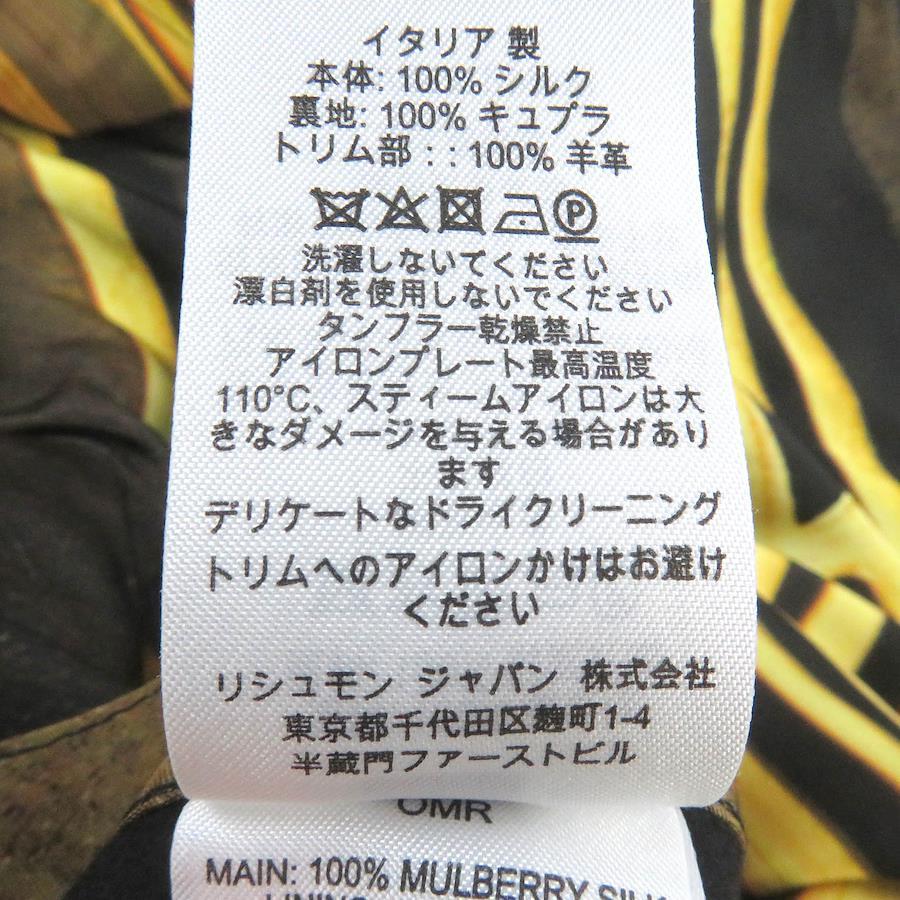 イタリア 製
本体: 100% シルク
裏地: 100% キュプラ
トリム部 : : 100% 羊革
P
洗濯しないてください
漂白剤を使用しないでください
タンブラー乾燥禁止
アイロンプレート最高温度
110°C、スティームアイロンは大
きなダメージを与える場合があり
ます
デリケートなドライクリーニング
トリムへのアイロンかけはお避け
ください
リシュモン ジャパン 株式会社
東京都千代田区麹町1-4
半蔵門ファーストビル
OMR
MAIN: 100% MULBERRY SILK